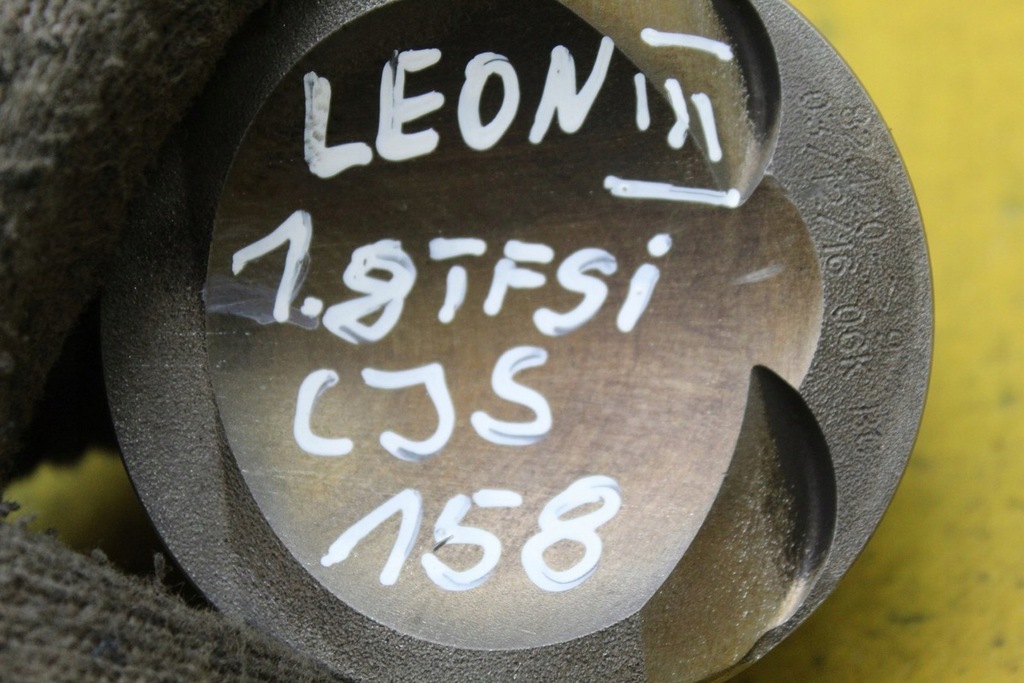 LEON III
1.8TFSi
CJS
158